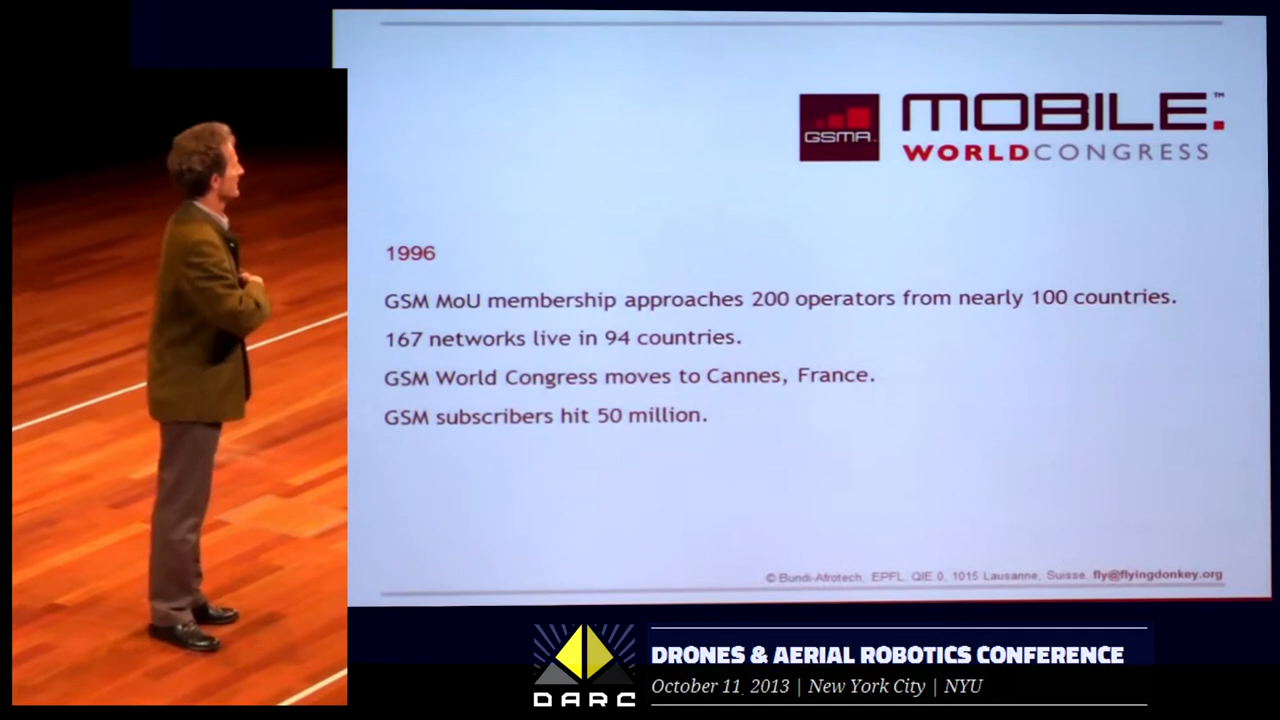 GSMA
MOBILE.™
WORLDCONGRESS
1996
GSM MoU membership approaches 200 operators from nearly 100 countries.
167 networks live in 94 countries.
GSM World Congress moves to Cannes, France.
GSM subscribers hit 50 million.
© Bundi-Afrotech, EPFL, QIE.0, 1015 Lausanne, Suisse, fly@flyingdonkey.org
DARC
DRONES & AERIAL ROBOTICS CONFERENCE
October 11, 2013 | New York City | NYU